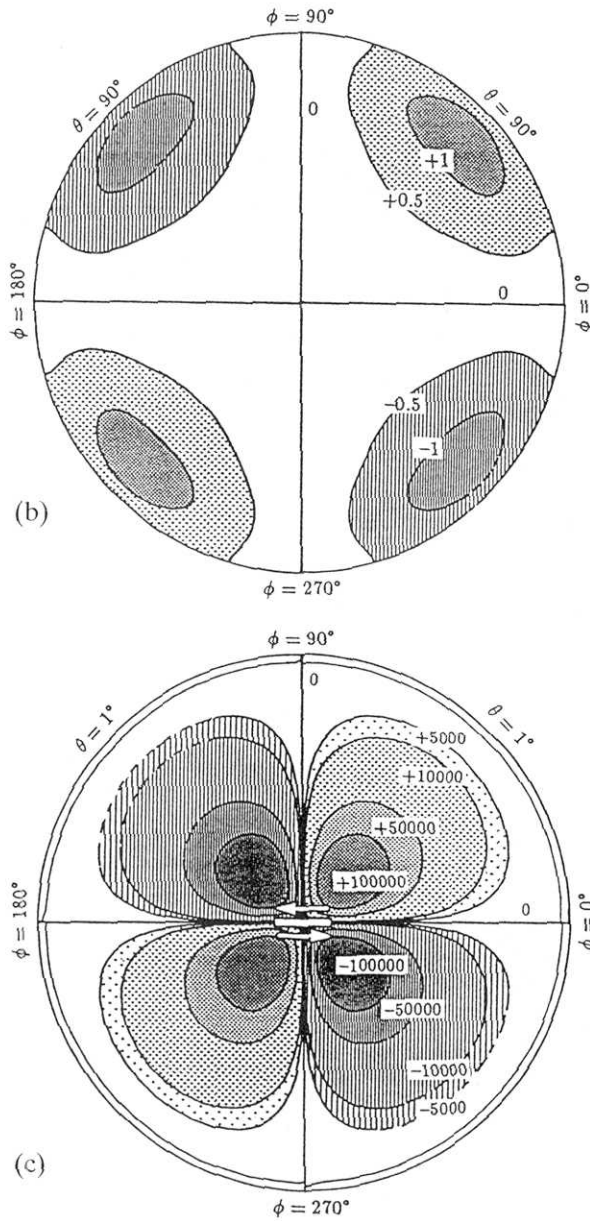 φ = 90°
θ = 90°
0
θ = 90°
+1
+0.5
φ = 180°
0
φ = 0°
−0.5
−1
(b)
φ = 270°
φ = 90°
0
θ = 1°
θ = 1°
+5000
+10000
+50000
+100000
φ = 180°
0
φ = 0°
−100000
−50000
−10000
−5000
(c)
φ = 270°